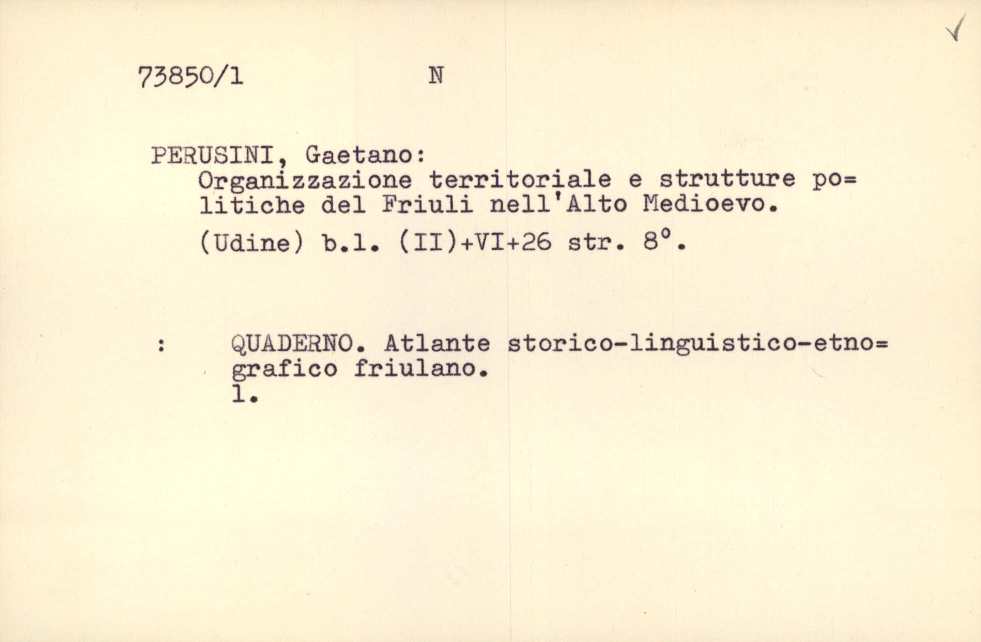 73850/1 N
PERUSINI, Gaetano:
Organizzazione territoriale e strutture po=
litiche del Friuli nell'Alto Medioevo.
(Udine) b.l. (II)+VI+26 str. 8°.
: QUADERNO. Atlante storico-linguistico-etno=
grafico friulano.
1.